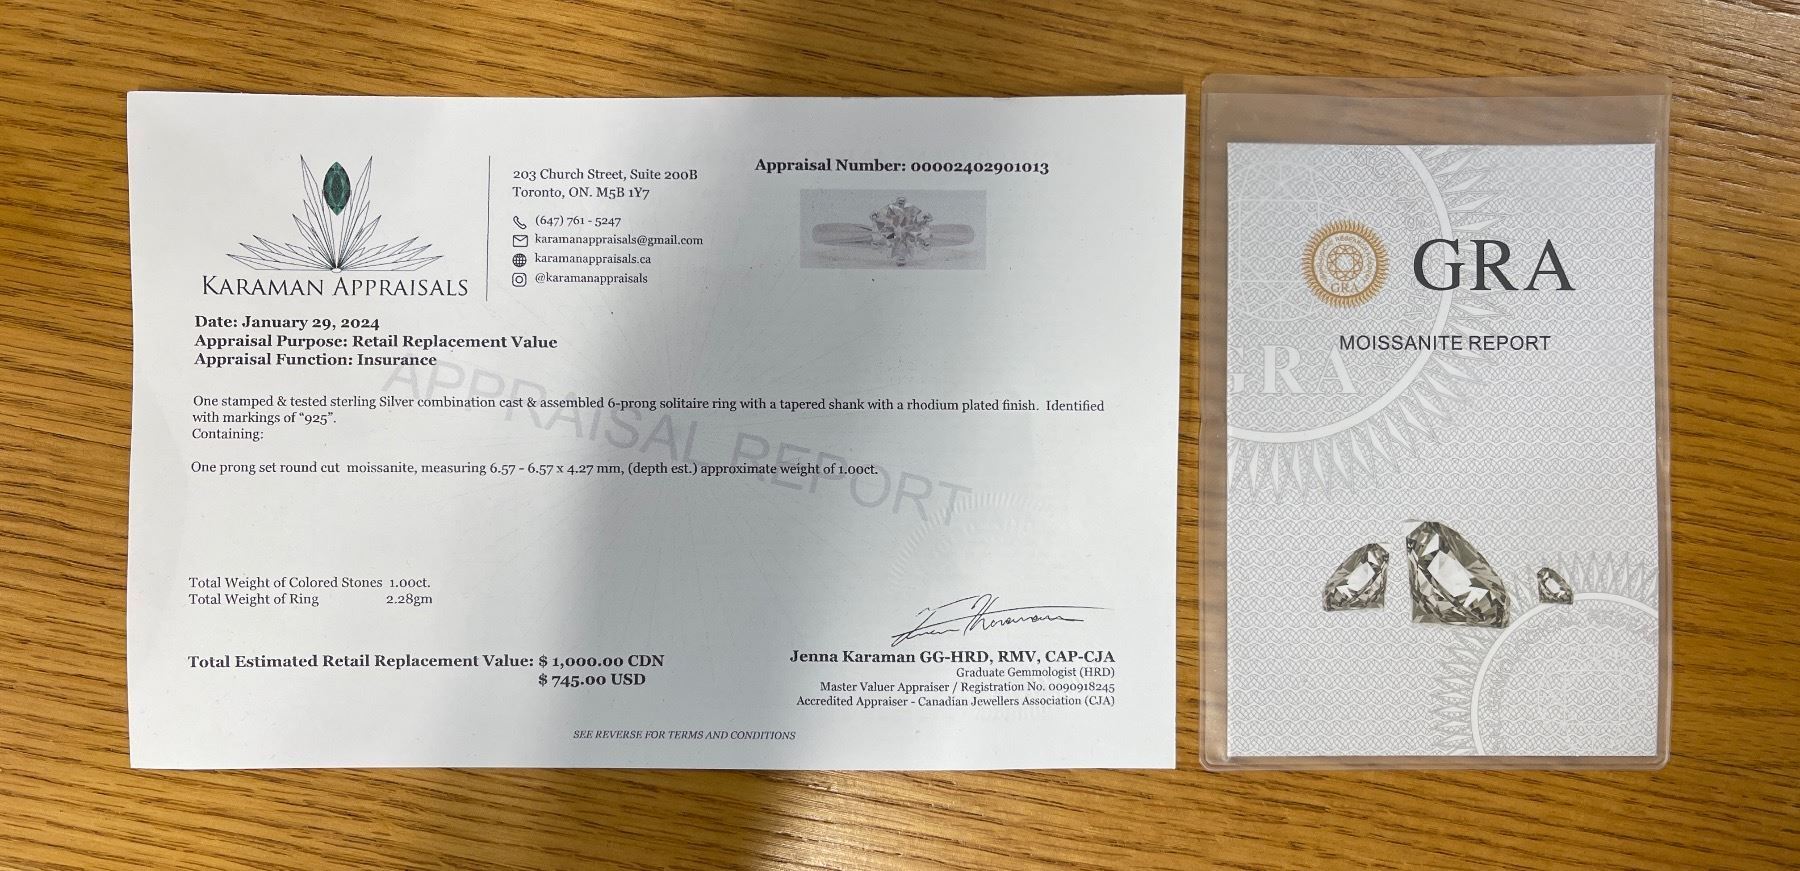 KARAMAN APPRAISALS
203 Church Street, Suite 200B
Toronto, ON. M5B 1Y7
(647) 761 - 5247
karamanappraisals@gmail.com
karamanappraisals.ca
@karamanappraisals
Appraisal Number: 00002402901013
Date: January 29, 2024
Appraisal Purpose: Retail Replacement Value
Appraisal Function: Insurance
APPRAISAL REPORT
One stamped & tested sterling Silver combination cast & assembled 6-prong solitaire ring with a tapered shank with a rhodium plated finish. Identified
with markings of “925”.
Containing:
One prong set round cut moissanite, measuring 6.57 - 6.57 x 4.27 mm, (depth est.) approximate weight of 1.00ct.
Total Weight of Colored Stones 1.00ct.
Total Weight of Ring 2.28gm
Total Estimated Retail Replacement Value: $ 1,000.00 CDN
$ 745.00 USD
Jenna Karaman GG-HRD, RMV, CAP-CJA
Graduate Gemmologist (HRD)
Master Valuer Appraiser / Registration No. 0090918245
Accredited Appraiser - Canadian Jewellers Association (CJA)
SEE REVERSE FOR TERMS AND CONDITIONS
GRA
GRA
MOISSANITE REPORT
GRA